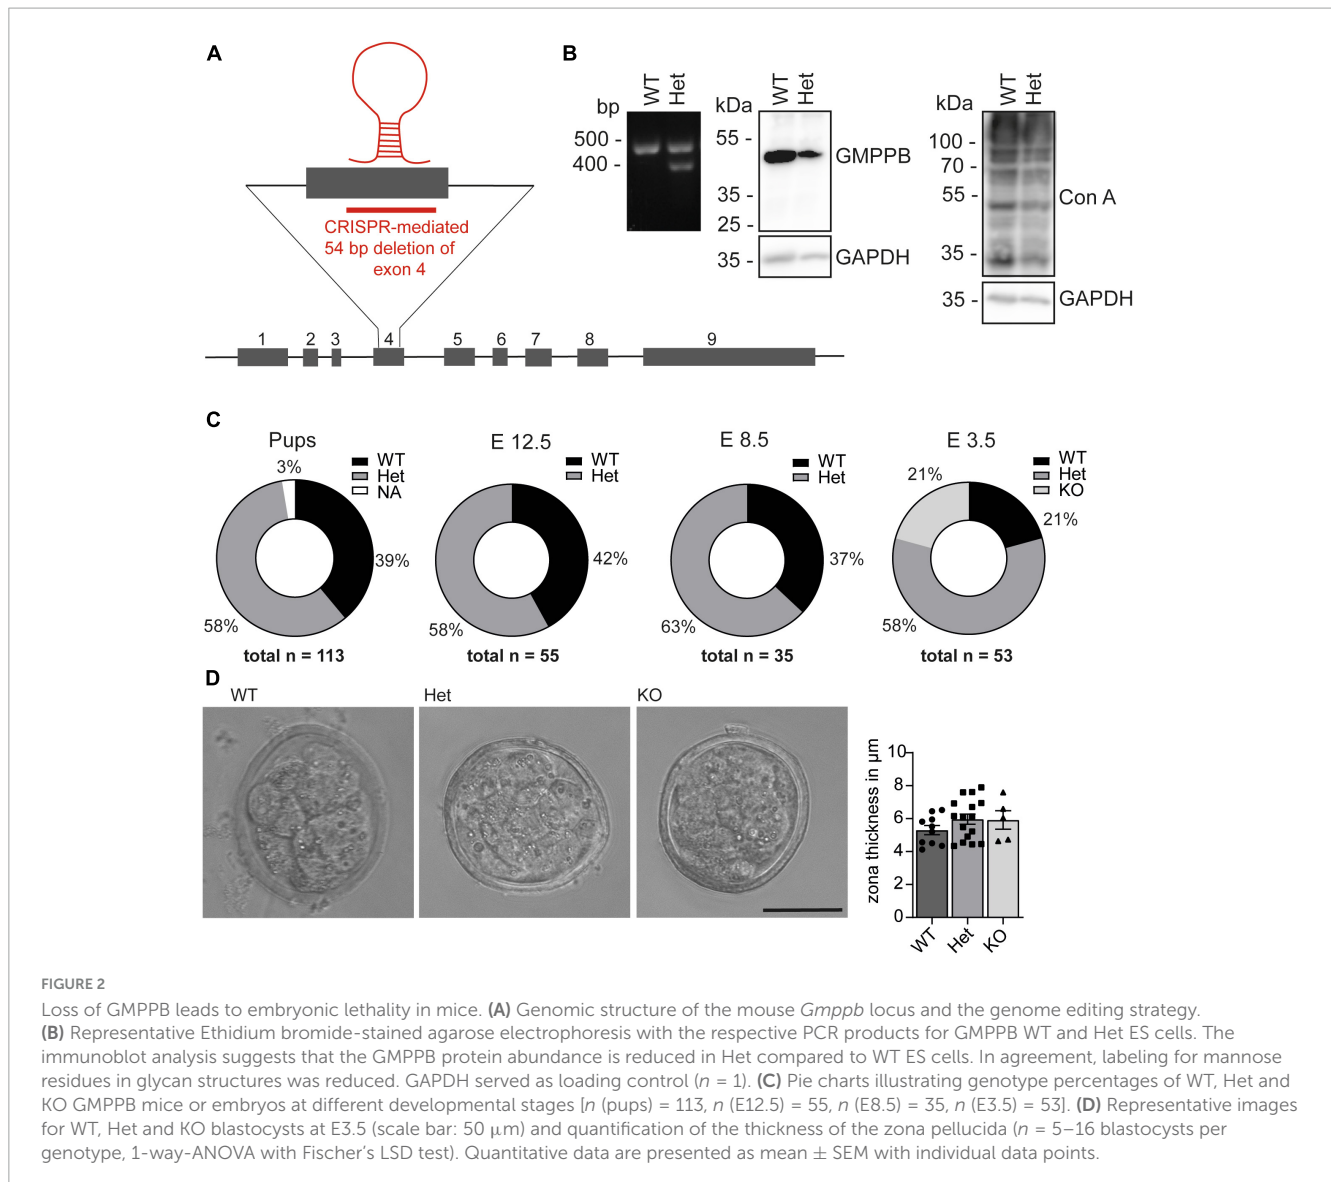 A
CRISPR-mediated
54 bp deletion of
exon 4
1 2 3 4 5 6 7 8 9
B
WT Het
bp
500 -
400 -
WT Het
kDa
55 -
GMPPB
35 -
25 -
35 -
GAPDH
WT Het
kDa
100 -
70 -
55 -
Con A
35 -
35 -
GAPDH
C
Pups
WT
Het
NA
3%
39%
58%
total n = 113
E 12.5
WT
Het
42%
58%
total n = 55
E 8.5
WT
Het
37%
63%
total n = 35
E 3.5
WT
Het
KO
21%
21%
58%
total n = 53
D
WT
Het
KO
zona thickness in μm
10
8
6
4
2
0
WT Het KO
FIGURE 2
Loss of GMPPB leads to embryonic lethality in mice. (A) Genomic structure of the mouse Gmppb locus and the genome editing strategy.
(B) Representative Ethidium bromide-stained agarose electrophoresis with the respective PCR products for GMPPB WT and Het ES cells. The
immunoblot analysis suggests that the GMPPB protein abundance is reduced in Het compared to WT ES cells. In agreement, labeling for mannose
residues in glycan structures was reduced. GAPDH served as loading control (n = 1). (C) Pie charts illustrating genotype percentages of WT, Het and
KO GMPPB mice or embryos at different developmental stages [n (pups) = 113, n (E12.5) = 55, n (E8.5) = 35, n (E3.5) = 53]. (D) Representative images
for WT, Het and KO blastocysts at E3.5 (scale bar: 50 μm) and quantification of the thickness of the zona pellucida (n = 5–16 blastocysts per
genotype, 1-way-ANOVA with Fischer's LSD test). Quantitative data are presented as mean ± SEM with individual data points.